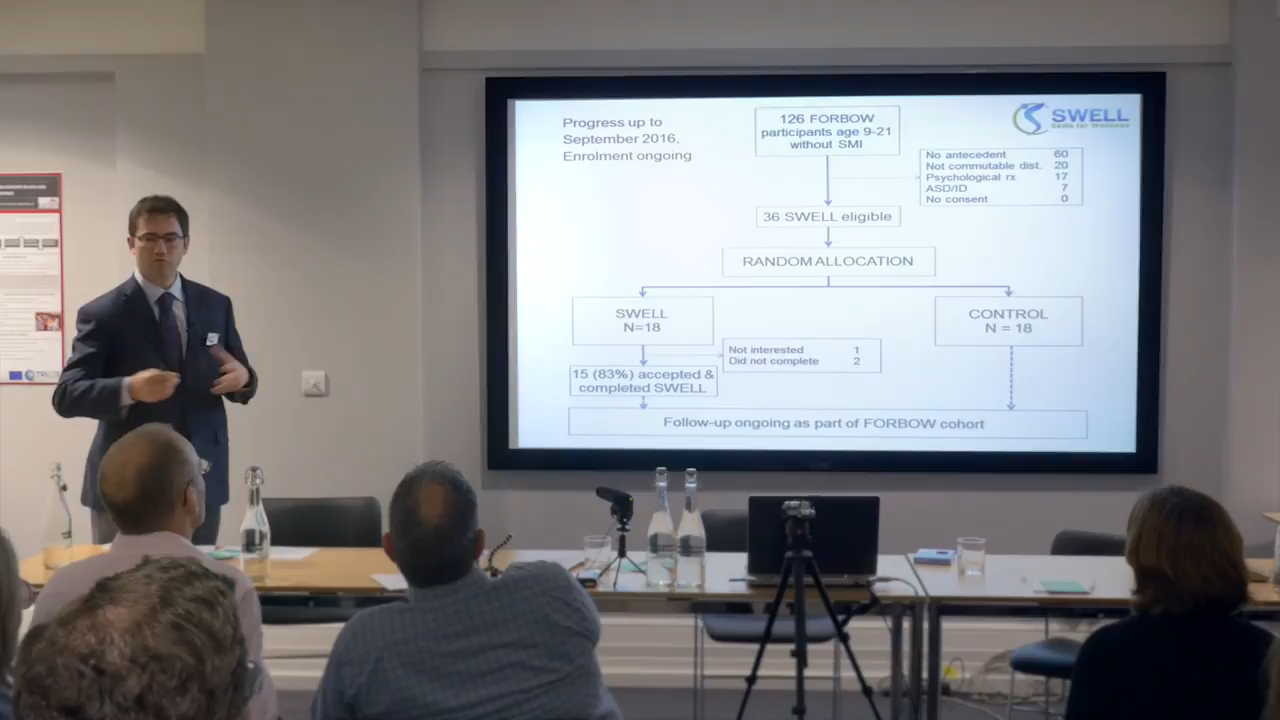 Progress up to
September 2016,
Enrolment ongoing
126 FORBOW
participants age 9-21
without SMI
SWELL
Skills for Wellness
No antecedent 60
Not commutable dist. 20
Psychological rx 17
ASD/ID 7
No consent 0
36 SWELL eligible
RANDOM ALLOCATION
SWELL
N=18
CONTROL
N = 18
Not interested 1
Did not complete 2
15 (83%) accepted &
completed SWELL
Follow-up ongoing as part of FORBOW cohort